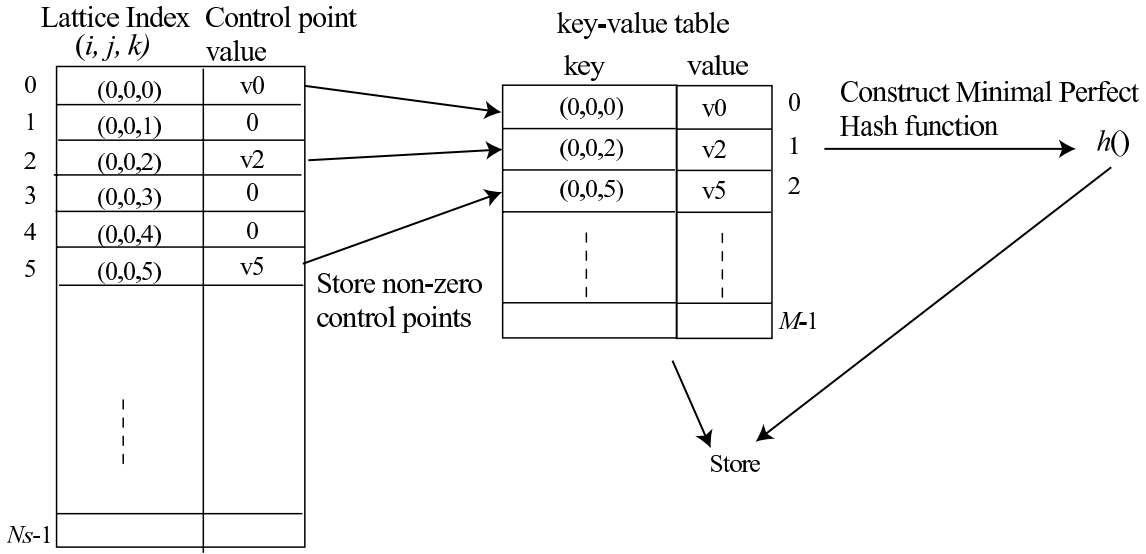 Lattice Index Control point
(i, j, k) value
0 (0,0,0) v0
1 (0,0,1) 0
2 (0,0,2) v2
3 (0,0,3) 0
4 (0,0,4) 0
5 (0,0,5) v5
Ns-1
Store non-zero
control points
key-value table
key value
(0,0,0) v0 0
(0,0,2) v2 1
(0,0,5) v5 2
M-1
Construct Minimal Perfect
Hash function
h()
Store